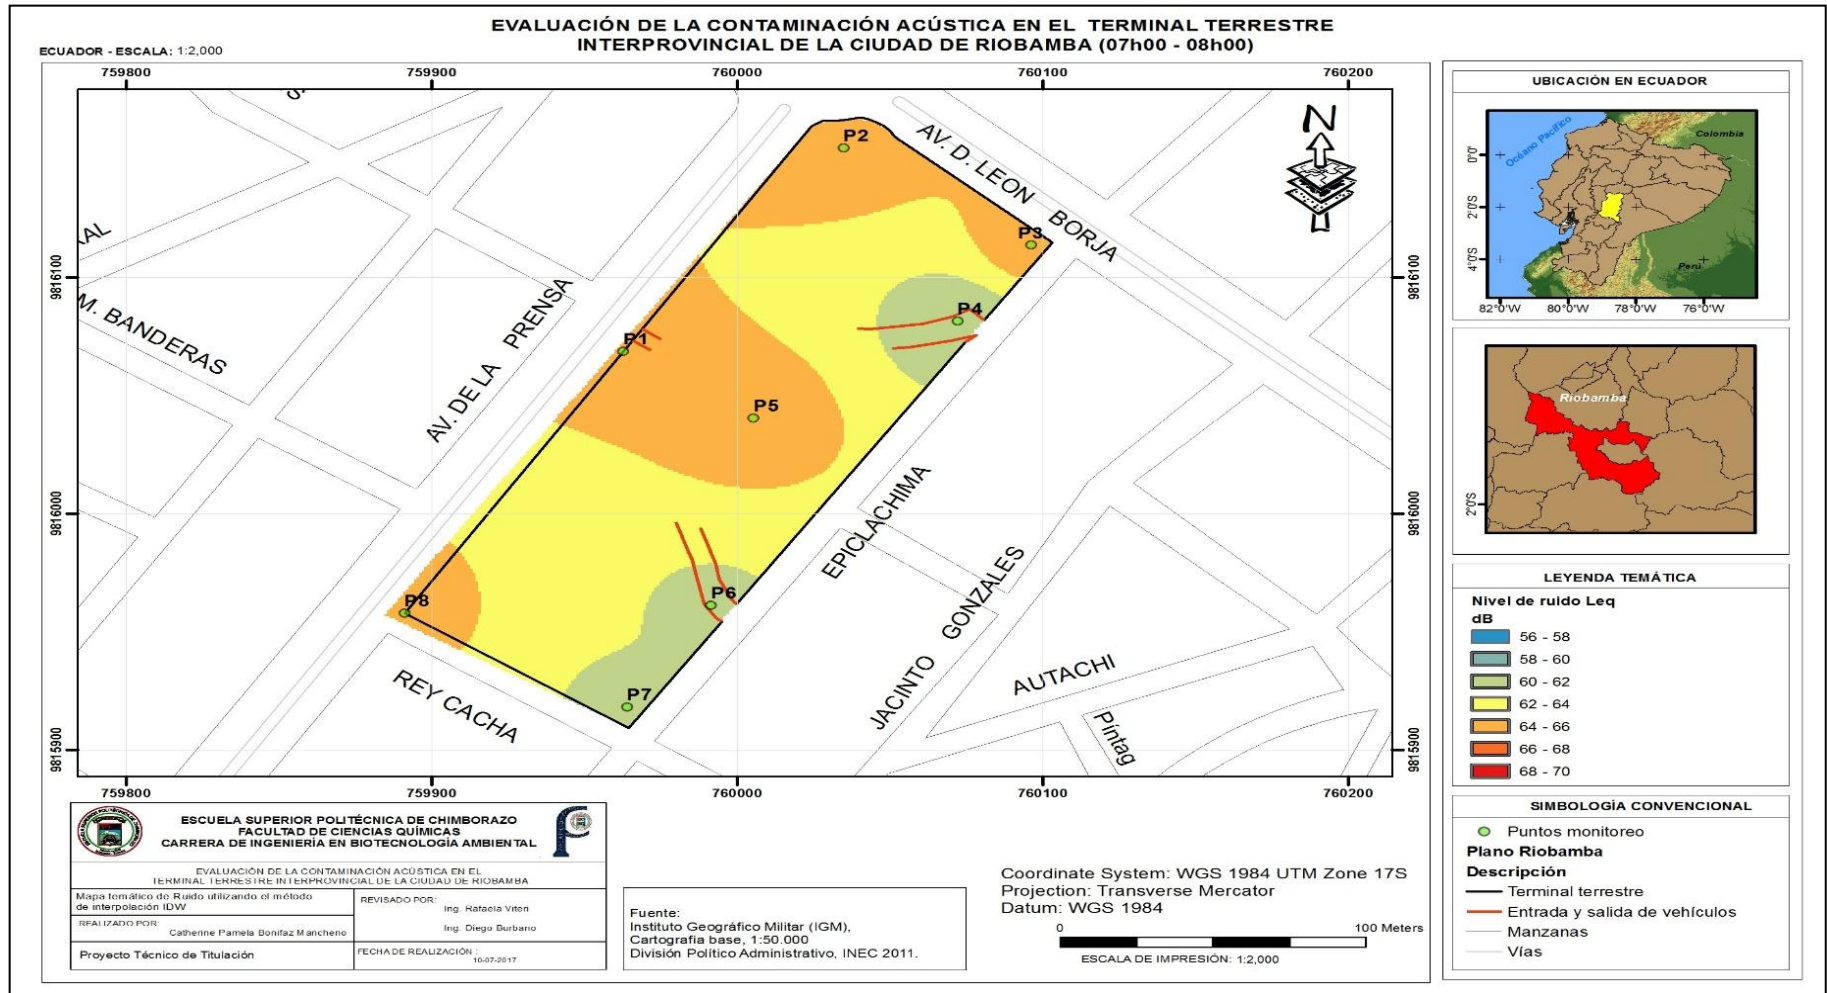 EVALUACIÓN DE LA CONTAMINACIÓN ACÚSTICA EN EL TERMINAL TERRESTRE
INTERPROVINCIAL DE LA CIUDAD DE RIOBAMBA (07h00 - 08h00)
ECUADOR - ESCALA: 1:2,000
759800
759900
760000
760100
760200
9816100
9816000
9815900
9816100
9816000
9815900
759800
759900
760000
760100
760200
S.
RAL
M. BANDERAS
AV. DE LA PRENSA
AV. D. LEON BORJA
EPICLACHIMA
JACINTO GONZALES
AUTACHI
Píntag
REY CACHA
P2
P3
P4
P1
P5
P6
P8
P7
N
UBICACIÓN EN ECUADOR
Océano Pacífico
Colombia
Perú
0°0'
2°0'S
4°0'S
82°0'W
80°0'W
78°0'W
76°0'W
Riobamba
2°0'S
LEYENDA TEMÁTICA
Nivel de ruido Leq
dB
56 - 58
58 - 60
60 - 62
62 - 64
64 - 66
66 - 68
68 - 70
SIMBOLOGÍA CONVENCIONAL
Puntos monitoreo
Plano Riobamba
Descripción
Terminal terrestre
Entrada y salida de vehículos
Manzanas
Vías
ESCUELA SUPERIOR POLITÉCNICA DE CHIMBORAZO
FACULTAD DE CIENCIAS QUÍMICAS
CARRERA DE INGENIERÍA EN BIOTECNOLOGÍA AMBIENTAL
EVALUACIÓN DE LA CONTAMINACIÓN ACÚSTICA EN EL
TERMINAL TERRESTRE INTERPROVINCIAL DE LA CIUDAD DE RIOBAMBA
Mapa temático de Ruido utilizando el método
de interpolación IDW
REALIZADO POR:
Catherine Pamela Bonifaz Mancheno
Proyecto Técnico de Titulación
REVISADO POR:
Ing. Rafaela Viteri
Ing. Diego Burbano
FECHA DE REALIZACIÓN :
10-07-2017
Fuente:
Instituto Geográfico Militar (IGM),
Cartografía base, 1:50.000
División Político Administrativo, INEC 2011.
Coordinate System: WGS 1984 UTM Zone 17S
Projection: Transverse Mercator
Datum: WGS 1984
0
100 Meters
ESCALA DE IMPRESIÓN: 1:2,000